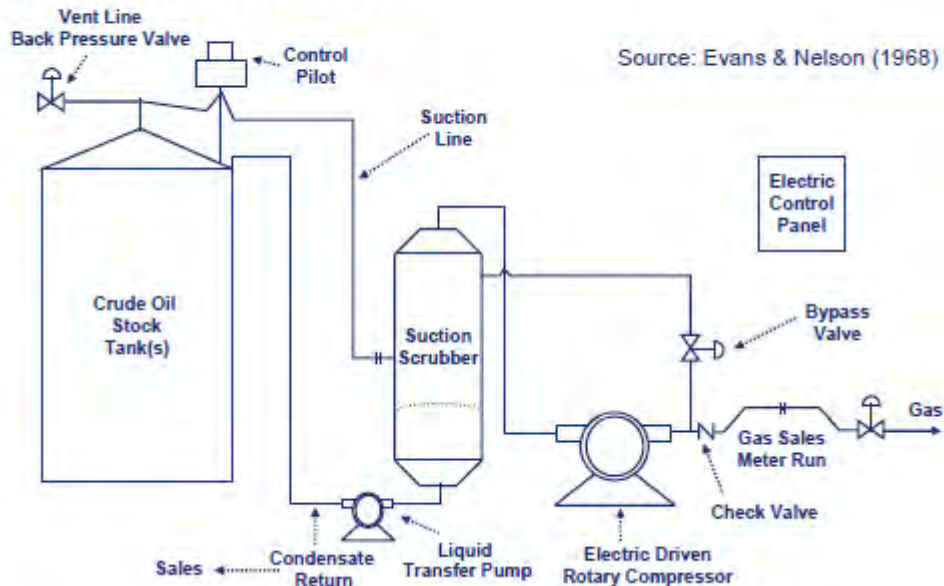 Vent Line
Back Pressure Valve
Control
Pilot
Source: Evans & Nelson (1968)
Suction
Line
Electric
Control
Panel
Crude Oil
Stock
Tank(s)
Suction
Scrubber
Bypass
Valve
Gas
Gas Sales
Meter Run
Check Valve
Sales
Condensate
Return
Liquid
Transfer Pump
Electric Driven
Rotary Compressor